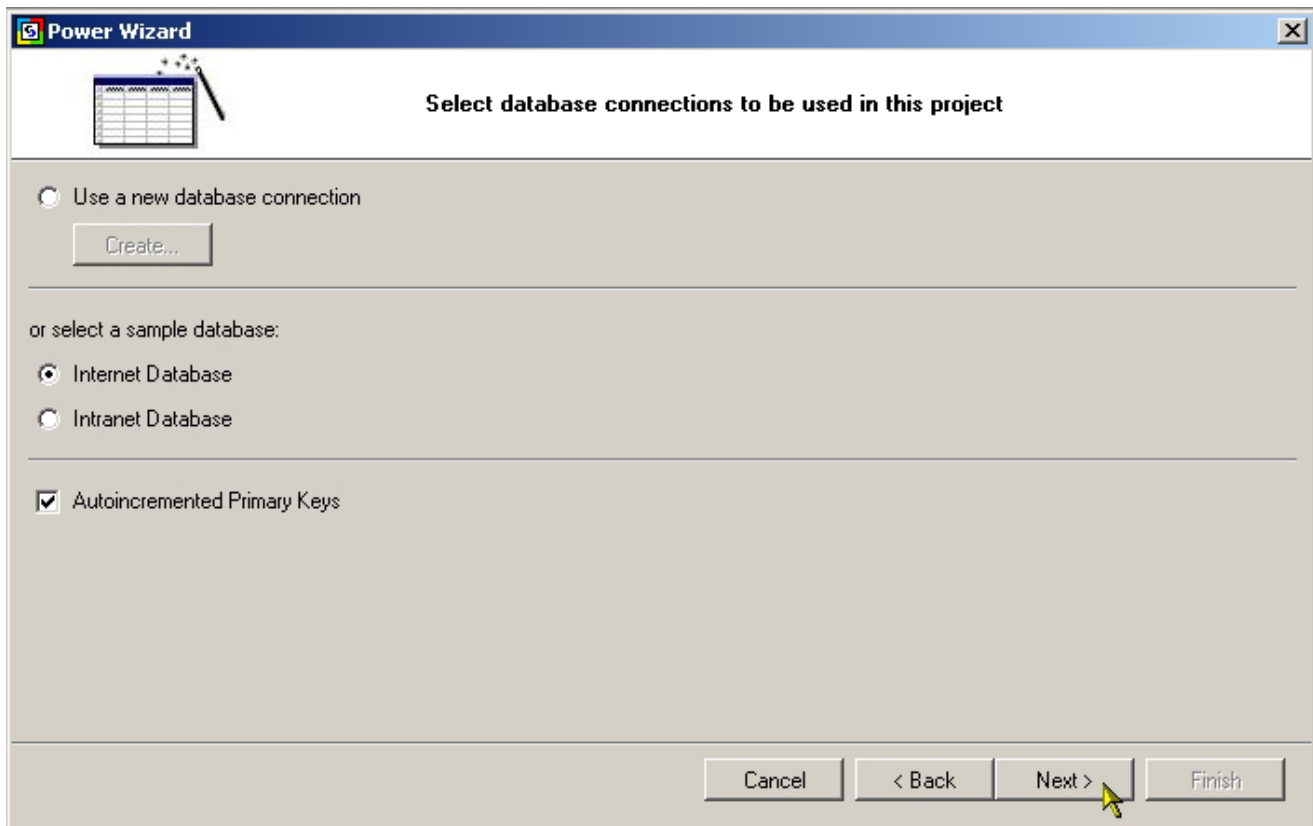 Power Wizard
Select database connections to be used in this project
Use a new database connection
Create...
or select a sample database:
Internet Database
Intranet Database
Autoincremented Primary Keys
Cancel
< Back
Next >
Finish